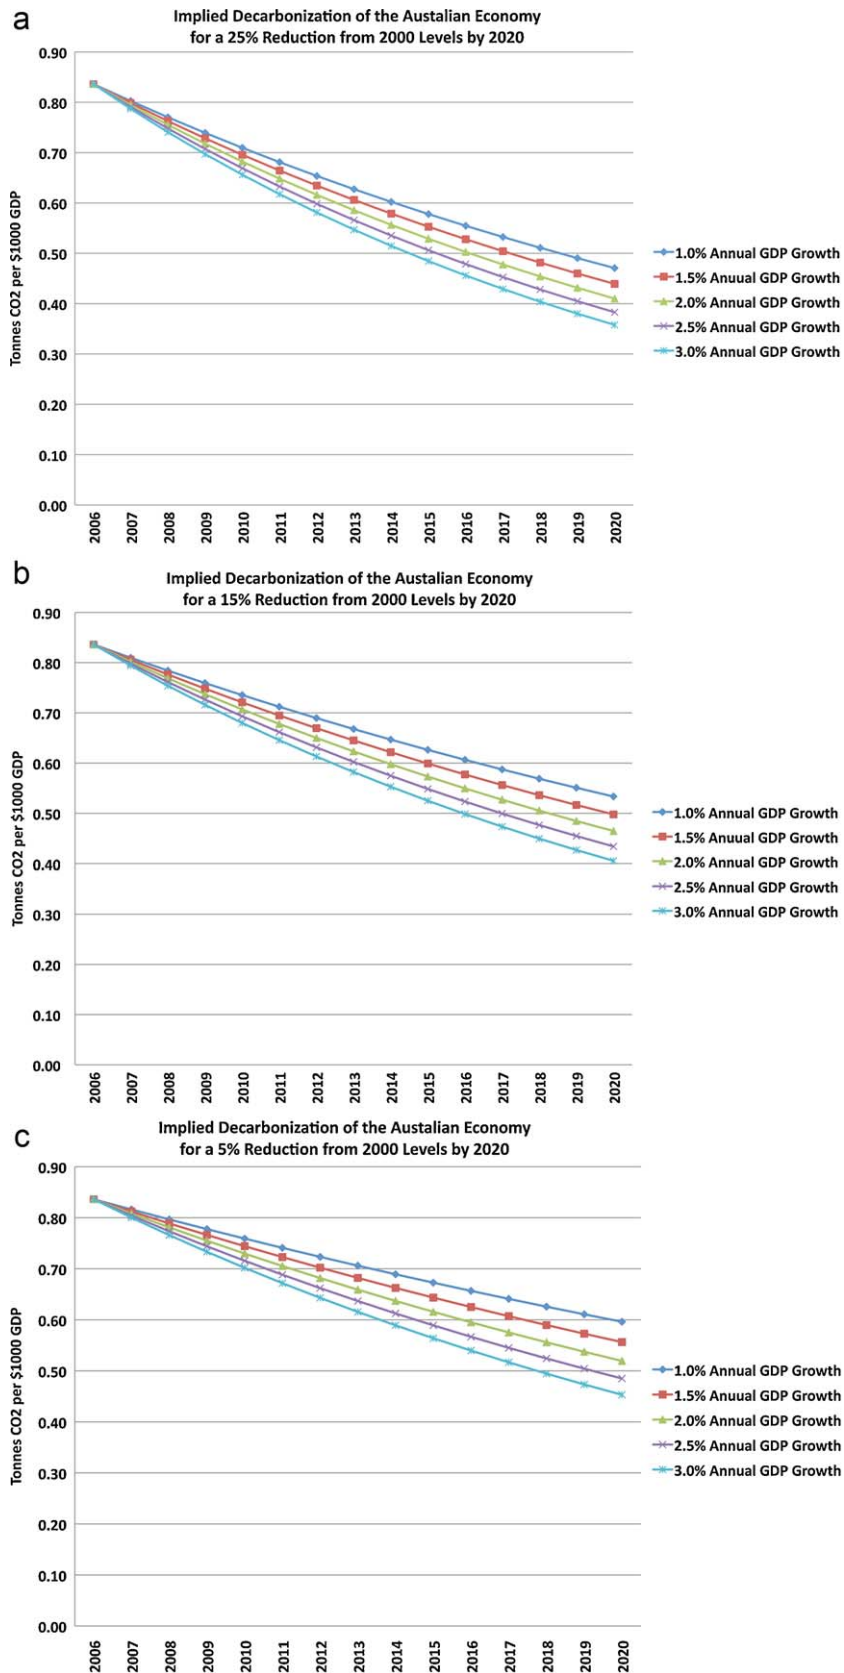 a
Implied Decarbonization of the Austalian Economy
for a 25% Reduction from 2000 Levels by 2020
Tonnes CO2 per $1000 GDP
0.90
0.80
0.70
0.60
0.50
0.40
0.30
0.20
0.10
0.00
2006
2007
2008
2009
2010
2011
2012
2013
2014
2015
2016
2017
2018
2019
2020
1.0% Annual GDP Growth
1.5% Anuual GDP Growth
2.0% Annual GDP Growth
2.5% Annual GDP Growth
3.0% Annual GDP Growth
b
Implied Decarbonization of the Austalian Economy
for a 15% Reduction from 2000 Levels by 2020
Tonnes CO2 per $1000 GDP
0.90
0.80
0.70
0.60
0.50
0.40
0.30
0.20
0.10
0.00
2006
2007
2008
2009
2010
2011
2012
2013
2014
2015
2016
2017
2018
2019
2020
1.0% Annual GDP Growth
1.5% Anuual GDP Growth
2.0% Annual GDP Growth
2.5% Annual GDP Growth
3.0% Annual GDP Growth
c
Implied Decarbonization of the Austalian Economy
for a 5% Reduction from 2000 Levels by 2020
Tonnes CO2 per $1000 GDP
0.90
0.80
0.70
0.60
0.50
0.40
0.30
0.20
0.10
0.00
2006
2007
2008
2009
2010
2011
2012
2013
2014
2015
2016
2017
2018
2019
2020
1.0% Annual GDP Growth
1.5% Anuual GDP Growth
2.0% Annual GDP Growth
2.5% Annual GDP Growth
3.0% Annual GDP Growth